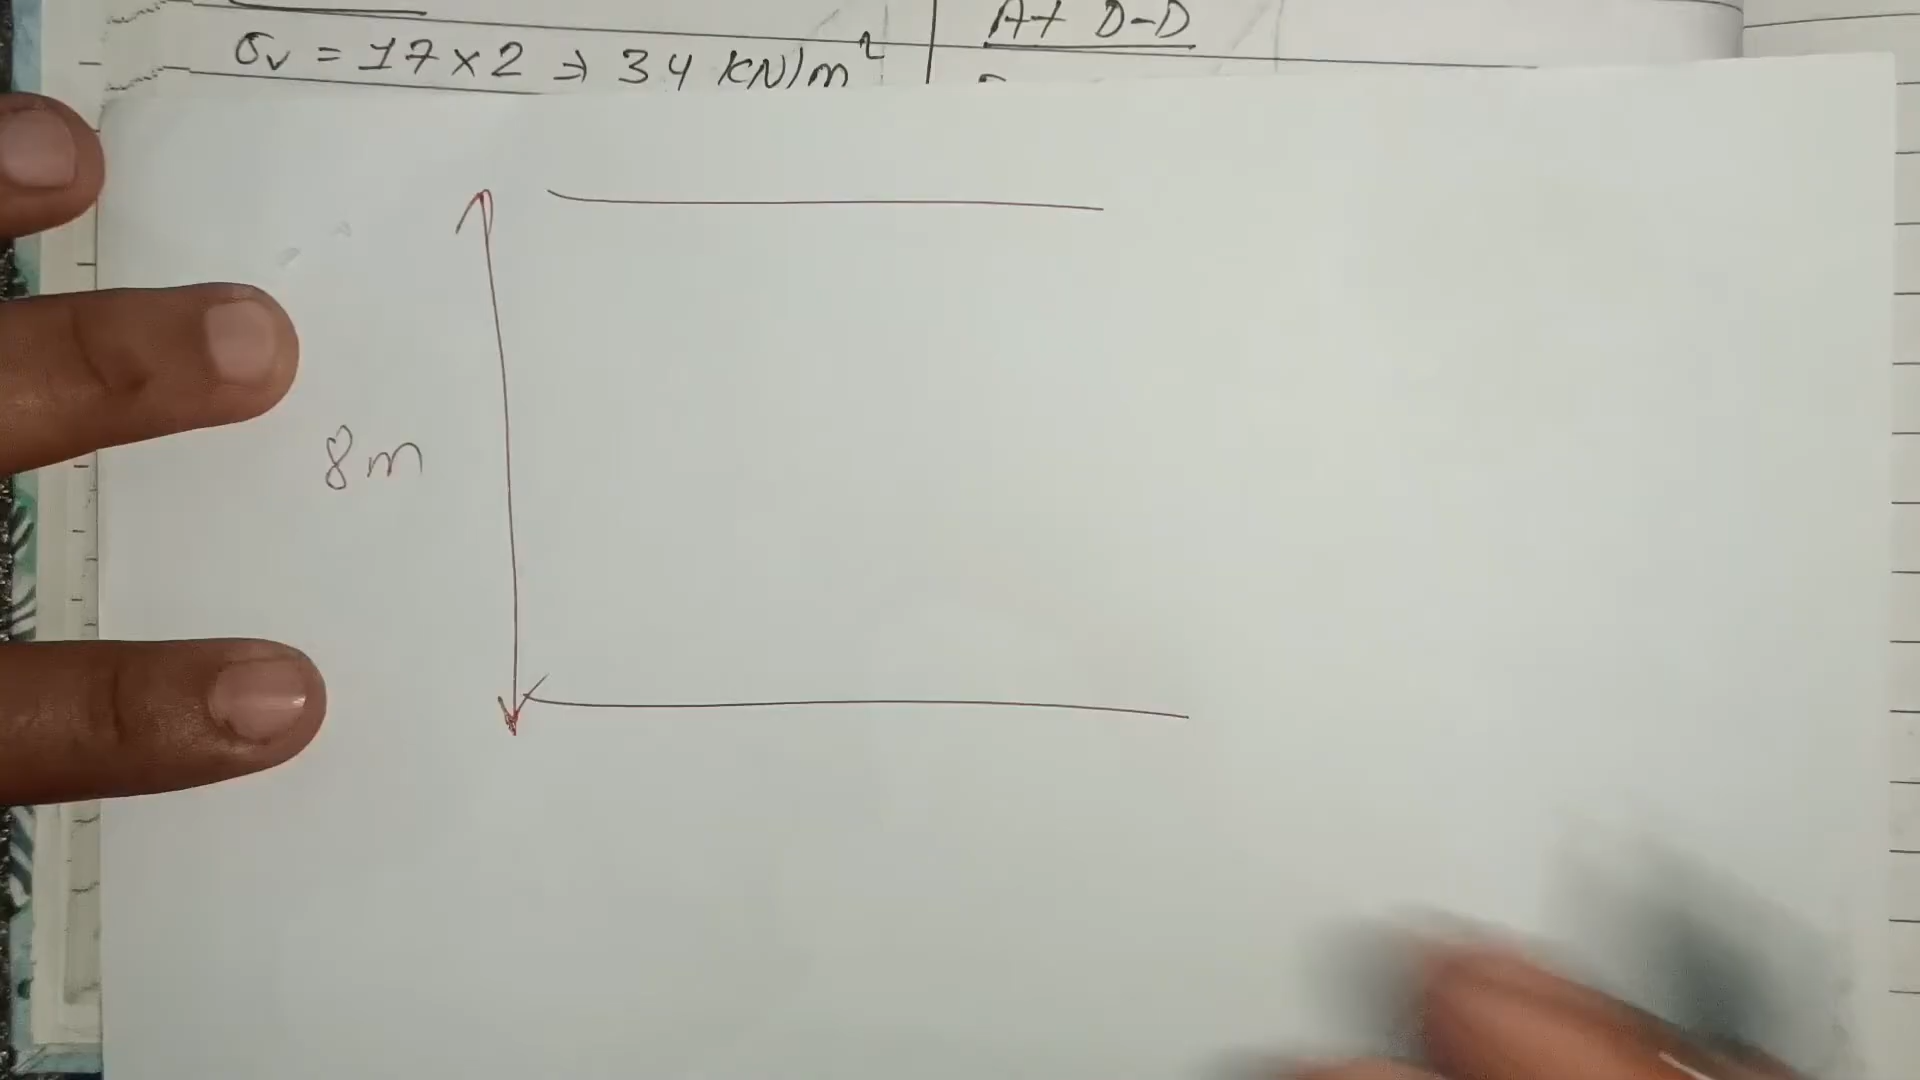 At D-D
σv = 17 × 2 ⇒ 34 KN/m²
8m